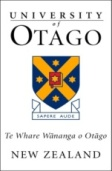 UNIVERSITY
of
OTAGO
SAPERE AUDE
Te Whare Wānanga o Otāgo
NEW ZEALAND